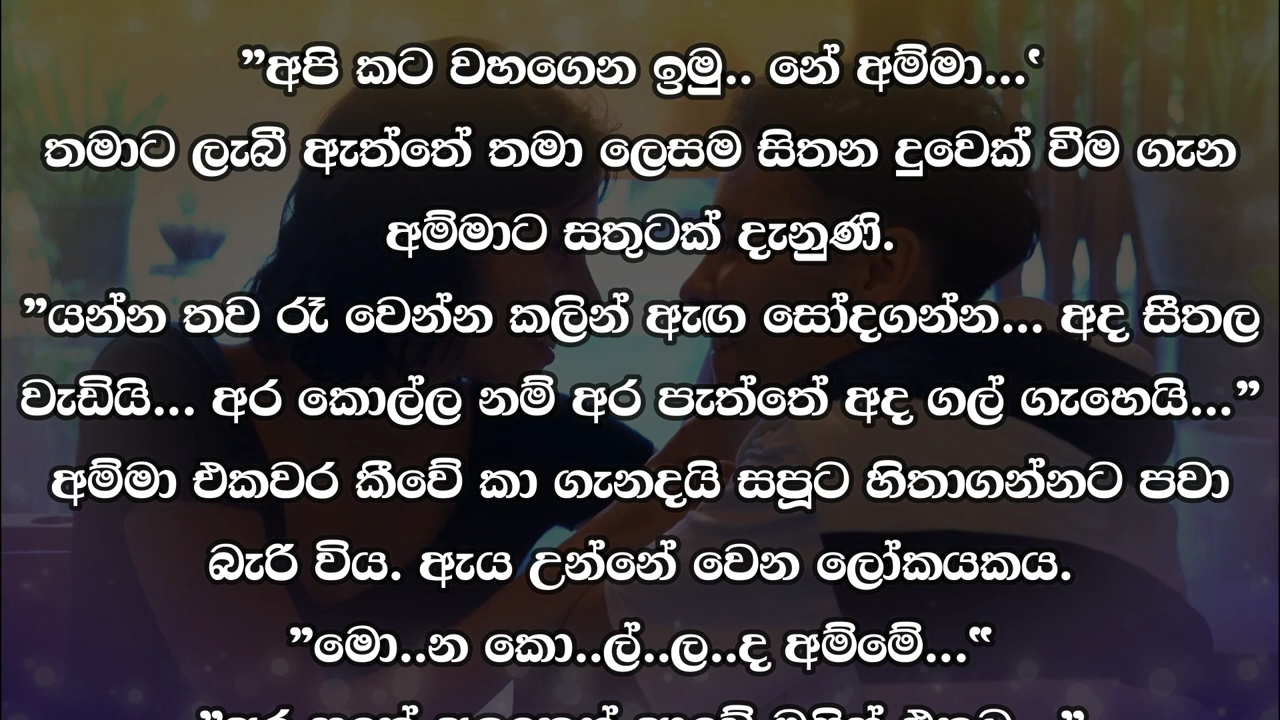 ”අපි කට වහගෙන ඉමු.. නේ අම්මා...‘
තමාට ලැබී ඇත්තේ තමා ලෙසම සිතන දුවෙක් වීම ගැන
අම්මාට සතුටක් දැනුණි.
”යන්න තව රෑ වෙන්න කලින් ඇඟ සෝදගන්න... අද සීතල
වැඩියි... අර කොල්ල නම් අර පැත්තේ අද ගල් ගැහෙයි...”
අම්මා එකවර කීවේ කා ගැනදයි සපූට හිතාගන්නට පවා
බැරි විය. ඇය උන්නේ වෙන ලෝකයකය.
”මො..න කො..ල්..ල..ද අම්මේ...“